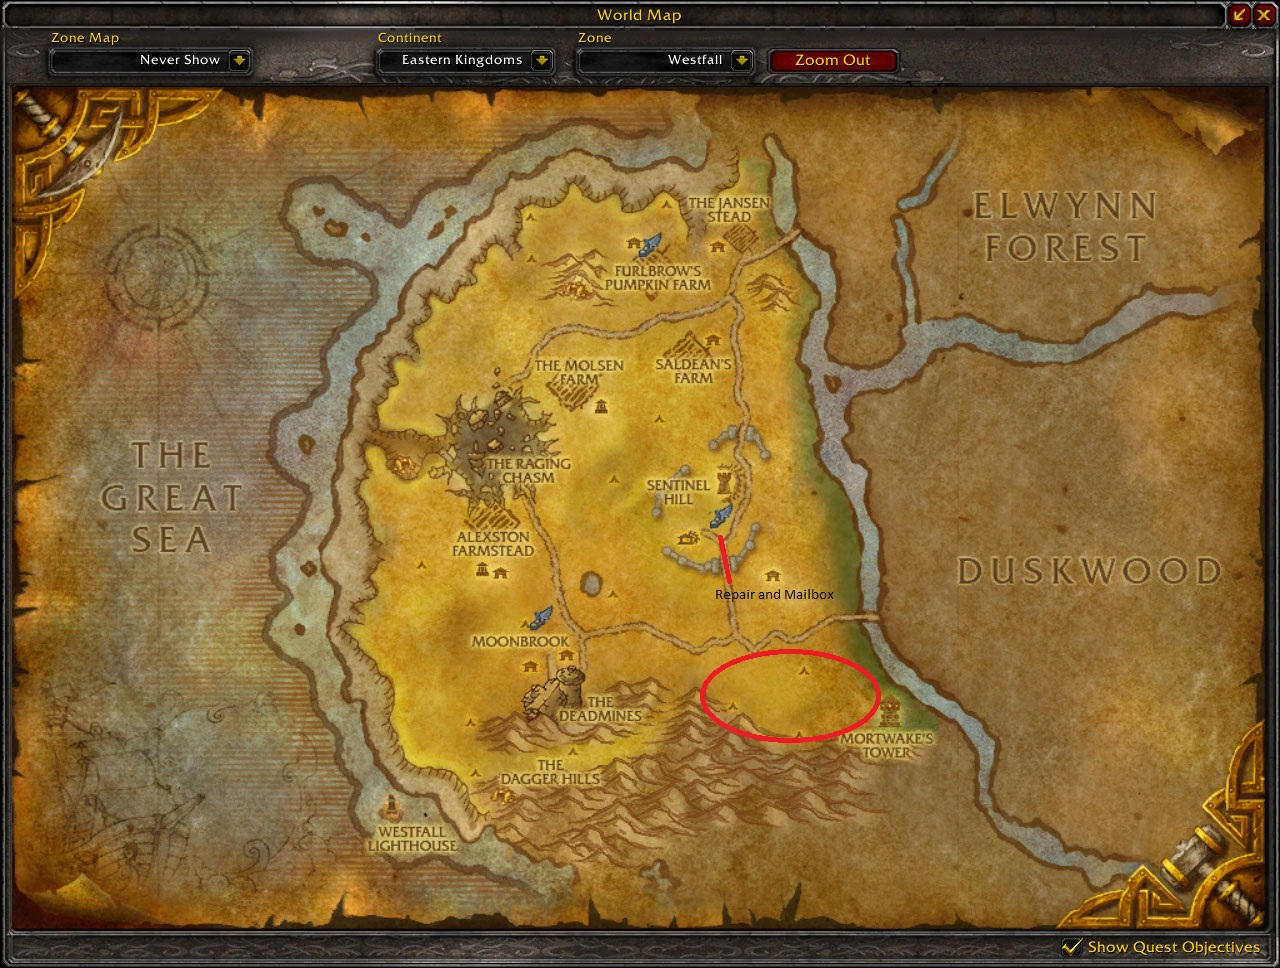 World Map
Zone Map
Continent
Zone
Never Show
Eastern Kingdoms
Westfall
Zoom Out
THE JANSEN
STEAD
ELWYNN
FOREST
FURLBROW'S
PUMPKIN FARM
THE MOLSEN
FARM
SALDEAN'S
FARM
THE
GREAT
SEA
THE RAGING
CHASM
SENTINEL
HILL
ALEXSTON
FARMSTEAD
DUSKWOOD
Repair and Mailbox
MOONBROOK
THE
DEADMINES
MORTWAKE'S
TOWER
THE
DAGGER HILLS
WESTFALL
LIGHTHOUSE
Show Quest Objectives